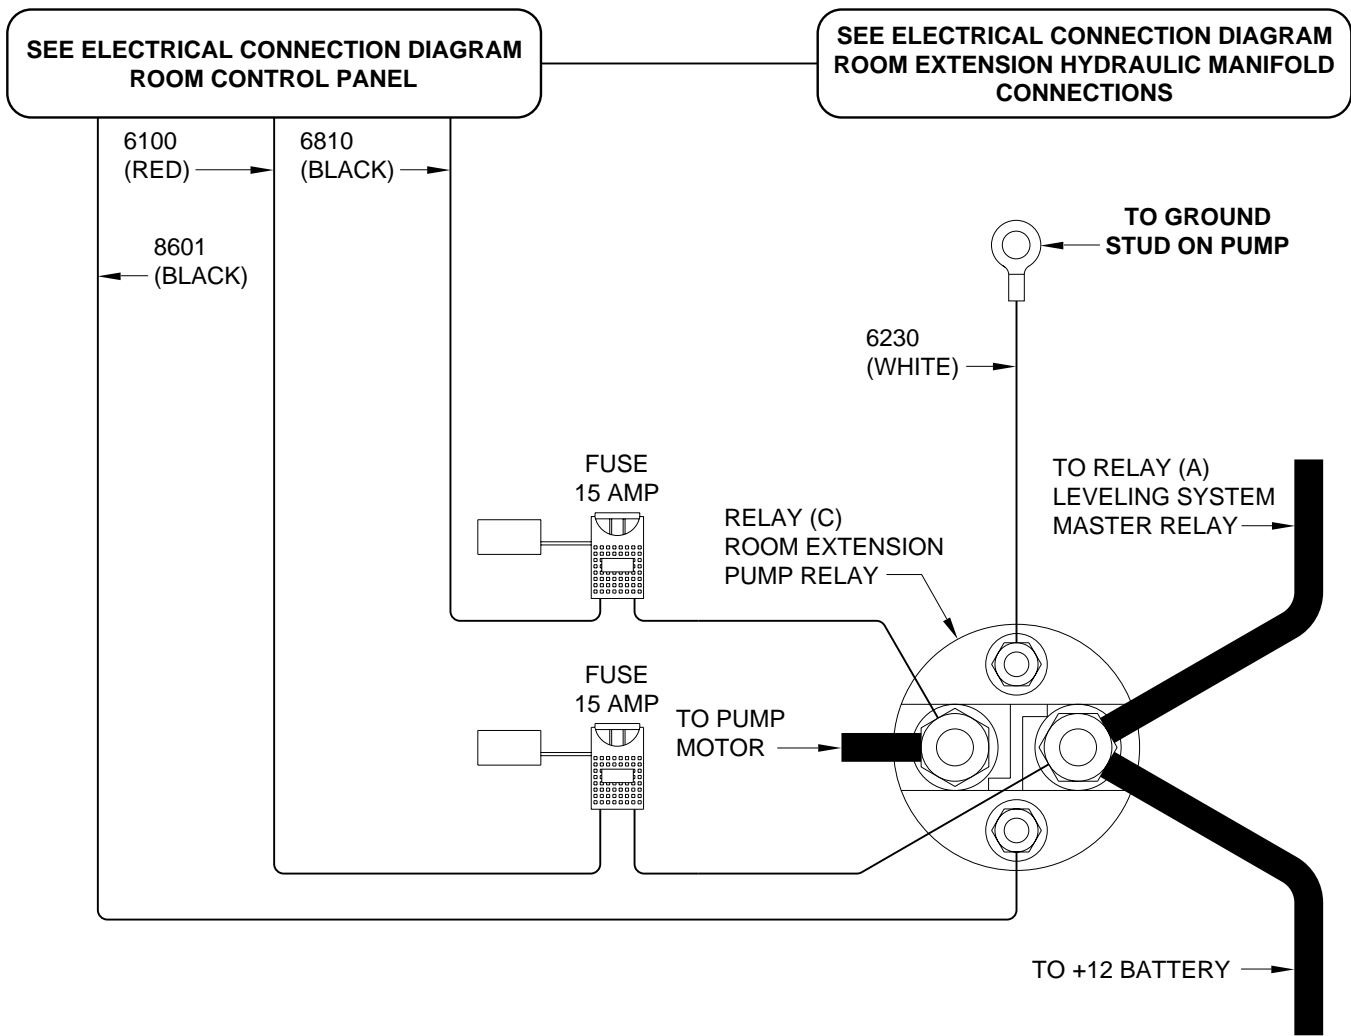 SEE ELECTRICAL CONNECTION DIAGRAM
ROOM CONTROL PANEL
SEE ELECTRICAL CONNECTION DIAGRAM
ROOM EXTENSION HYDRAULIC MANIFOLD
CONNECTIONS
6100
(RED)
6810
(BLACK)
8601
(BLACK)
TO GROUND
STUD ON PUMP
6230
(WHITE)
FUSE
15 AMP
RELAY (C)
ROOM EXTENSION
PUMP RELAY
TO RELAY (A)
LEVELING SYSTEM
MASTER RELAY
FUSE
15 AMP
TO PUMP
MOTOR
TO +12 BATTERY